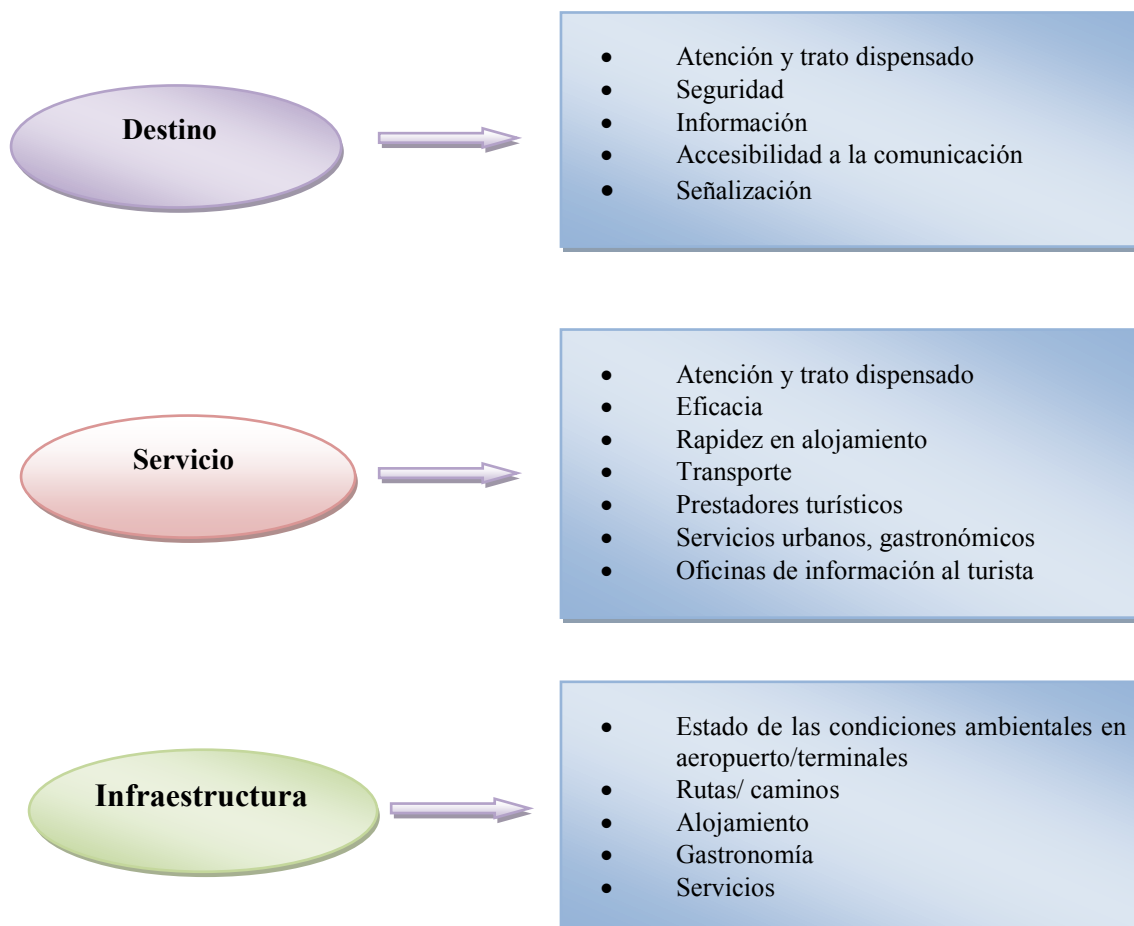 Destino
• Atención y trato dispensado
• Seguridad
• Información
• Accesibilidad a la comunicación
• Señalización
Servicio
• Atención y trato dispensado
• Eficacia
• Rapidez en alojamiento
• Transporte
• Prestadores turísticos
• Servicios urbanos, gastronómicos
• Oficinas de información al turista
Infraestructura
• Estado de las condiciones ambientales en
aeropuerto/terminales
• Rutas/ caminos
• Alojamiento
• Gastronomía
• Servicios